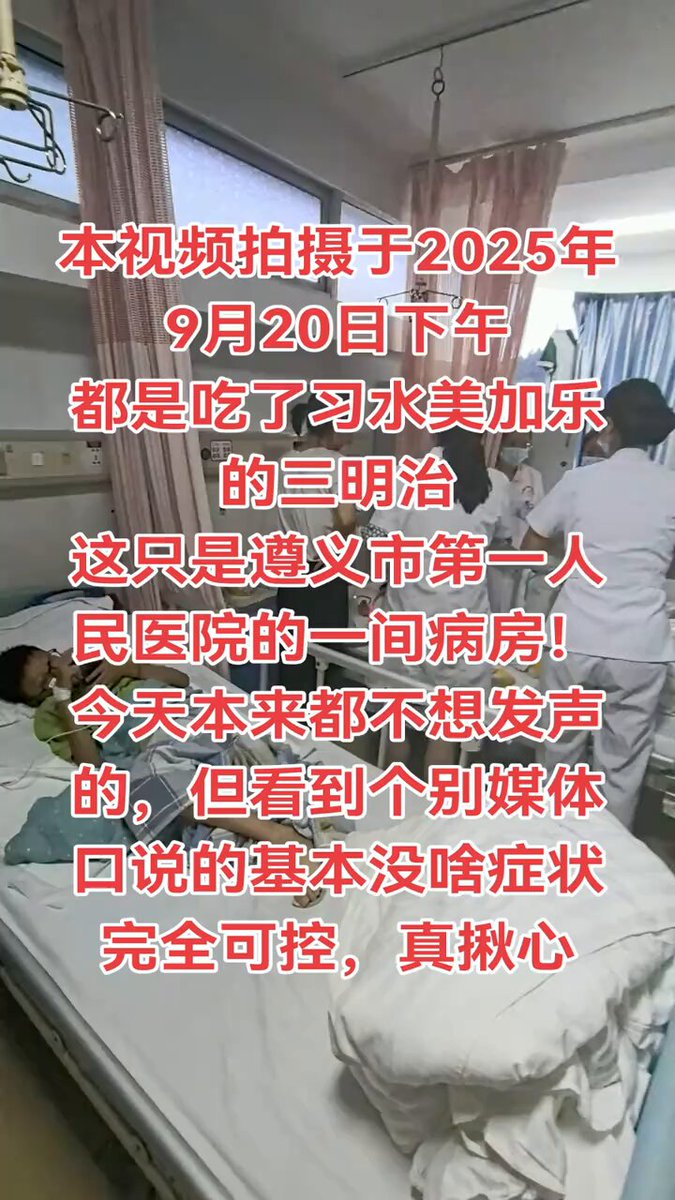 本视频拍摄于2025年
9月20日下午
都是吃了习水美加乐
的三明治
这只是遵义市第一人
民医院的一间病房！
今天本来都不想发声
的，但看到个别媒体
口说的基本没啥症状
完全可控，真揪心